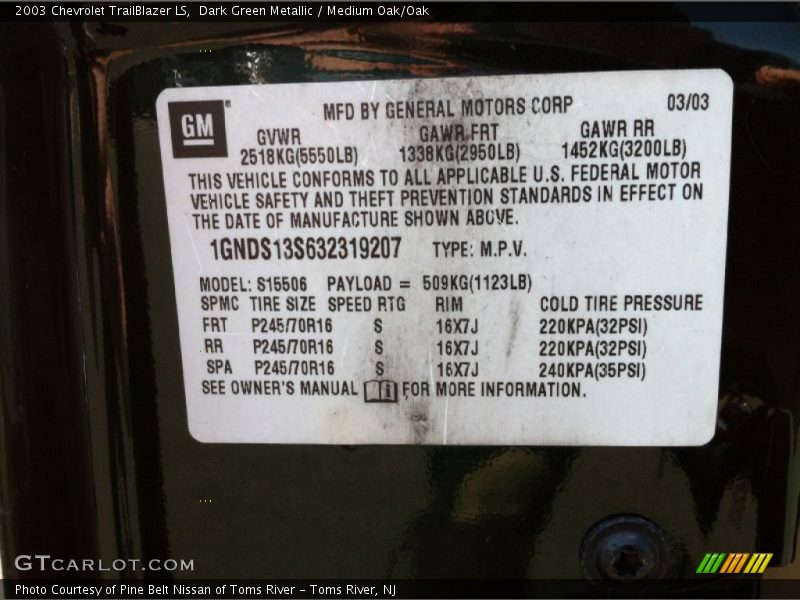 2003 Chevrolet TrailBlazer LS,  Dark Green Metallic / Medium Oak/Oak
GM ®
MFD BY GENERAL MOTORS CORP 03/03
GVWR GAWR FRT GAWR RR
2518KG(5550LB) 1338KG(2950LB) 1452KG(3200LB)
THIS VEHICLE CONFORMS TO ALL APPLICABLE U.S. FEDERAL MOTOR
VEHICLE SAFETY AND THEFT PREVENTION STANDARDS IN EFFECT ON
THE DATE OF MANUFACTURE SHOWN ABOVE.
1GNDS13S632319207 TYPE: M.P.V.
MODEL: S15506 PAYLOAD = 509KG(1123LB)
SPMC TIRE SIZE SPEED RTG RIM COLD TIRE PRESSURE
FRT P245/70R16 S 16X7J 220KPA(32PSI)
RR P245/70R16 S 16X7J 220KPA(32PSI)
SPA P245/70R16 S 16X7J 240KPA(35PSI)
SEE OWNER'S MANUAL FOR MORE INFORMATION.
GTCARLOT.COM
Photo Courtesy of Pine Belt Nissan of Toms River - Toms River, NJ